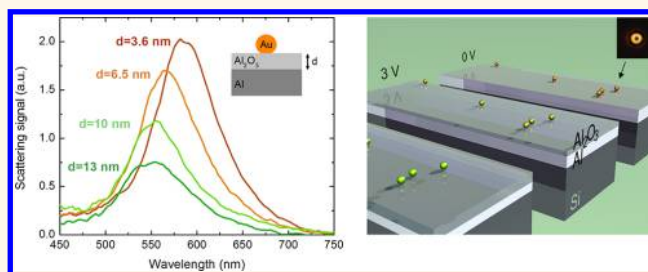 2.0
1.5
1.0
0.5
0.0
Scattering signal (a.u.)
d=3.6 nm
d=6.5 nm
d=10 nm
d=13 nm
Au
Al₂O₃
d
Al
450 500 550 600 650 700 750
Wavelength (nm)
3 V
0 V
Al₂O₃
Al
Si